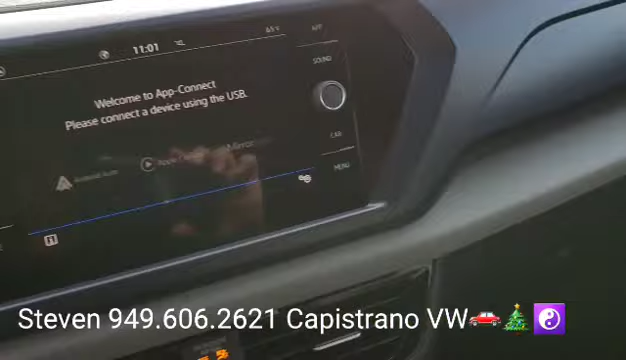 11:01
APP
SOUND
Welcome to App-Connect
Please connect a device using the USB.
CAR
Android Auto
MENU
Steven 949.606.2621 Capistrano VW🚗🎄☯️